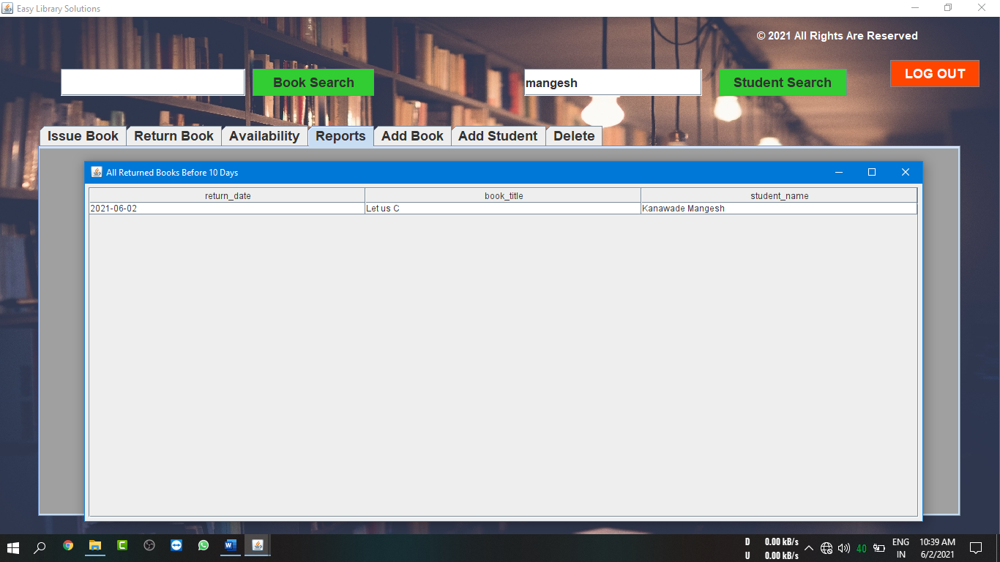 Easy Library Solutions
© 2021 All Rights Are Reserved
Book Search
mangesh
Student Search
LOG OUT
Issue Book
Return Book
Availability
Reports
Add Book
Add Student
Delete
All Returned Books Before 10 Days
return_date
book_title
student_name
2021-06-02
Let us C
Kanawade Mangesh
D 0.00 kB/s
U 0.00 kB/s
40
ENG
IN
10:39 AM
6/2/2021